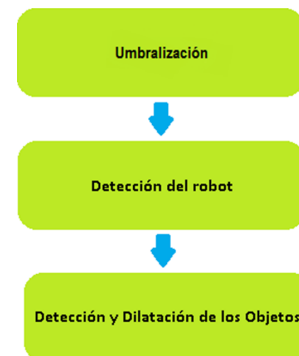 Umbralización
Detección del robot
Detección y Dilatación de los Objetos